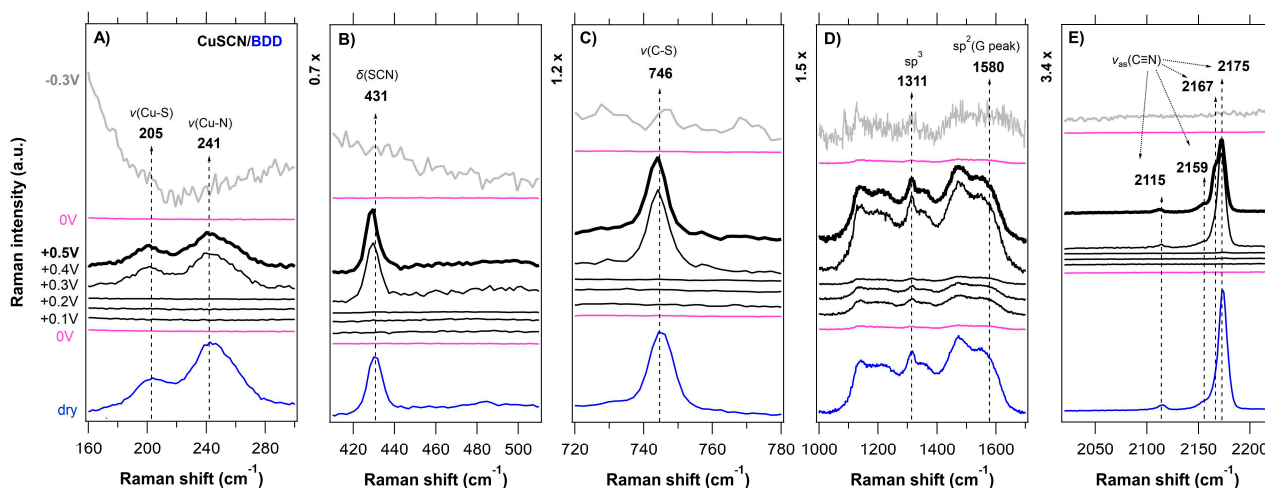 A)
CuSCN/BDD
-0.3V
ν(Cu-S)
205
ν(Cu-N)
241
0V
+0.5V
+0.4V
+0.3V
+0.2V
+0.1V
0V
dry
Raman intensity (a.u.)
160
200
240
280
Raman shift (cm-1)
B)
0.7 x
δ(SCN)
431
420
440
460
480
500
Raman shift (cm-1)
C)
1.2 x
ν(C-S)
746
720
740
760
780
Raman shift (cm-1)
D)
1.5 x
sp3
1311
sp2(G peak)
1580
1000
1200
1400
1600
Raman shift (cm-1)
E)
3.4 x
νas(C≡N)
2175
2167
2159
2115
2050
2100
2150
2200
Raman shift (cm-1)